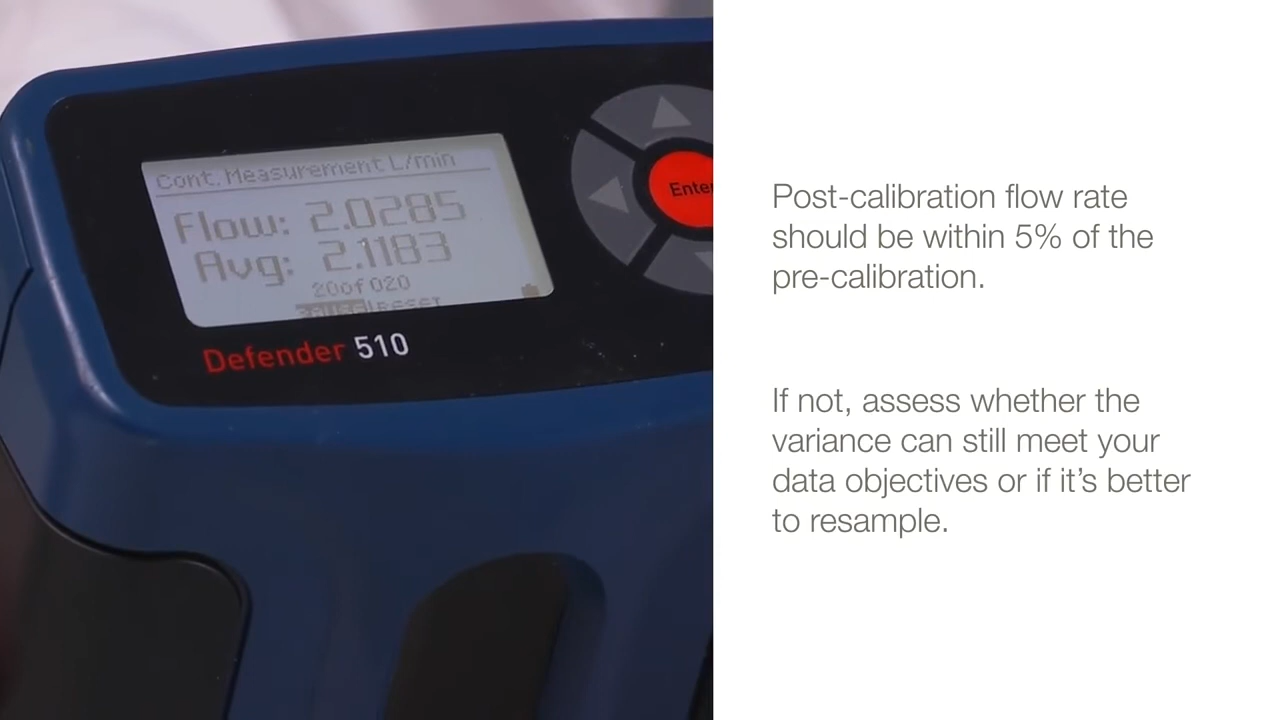 Cont. Measurement L/min
Flow: 2.0285
Avg: 2.1183
20of 020
Reset
Enter
Defender 510
Post-calibration flow rate
should be within 5% of the
pre-calibration.
If not, assess whether the
variance can still meet your
data objectives or if it's better
to resample.